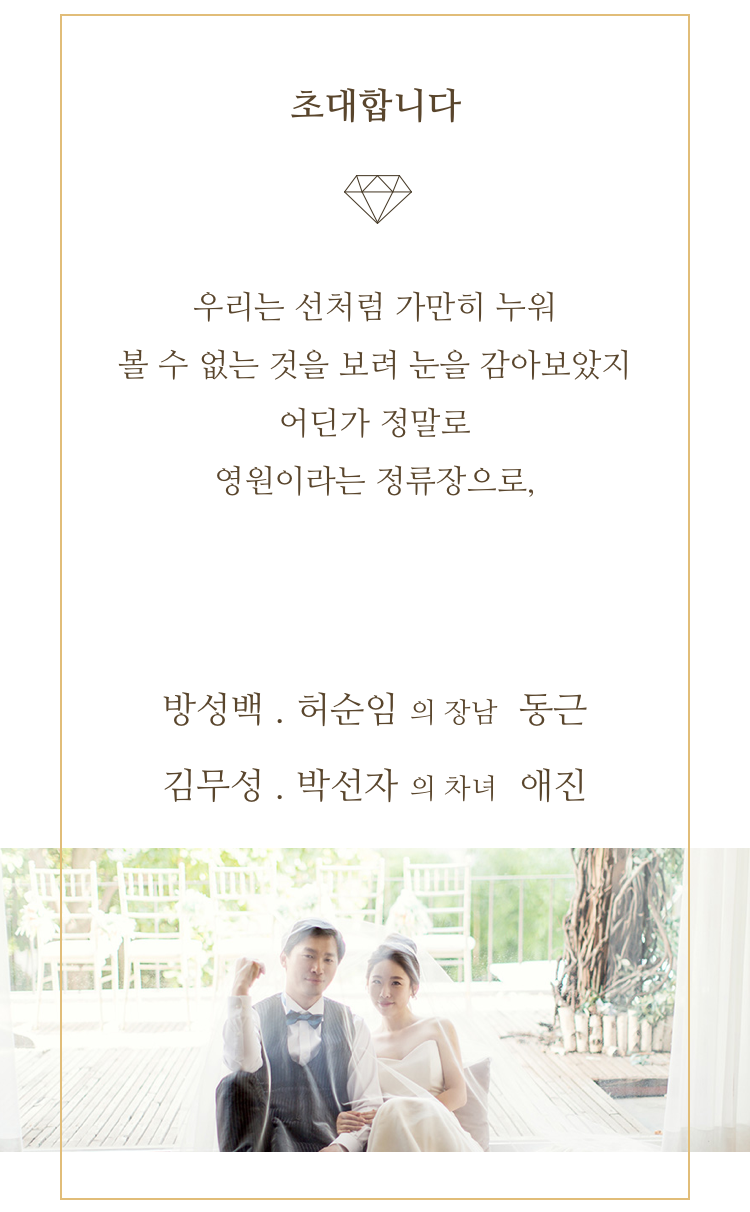 초대합니다
우리는 선처럼 가만히 누워
볼 수 없는 것을 보려 눈을 감아보았지
어딘가 정말로
영원이라는 정류장으로,
방성백 . 허순임 의 장남 동근
김무성 . 박선자 의 차녀 애진